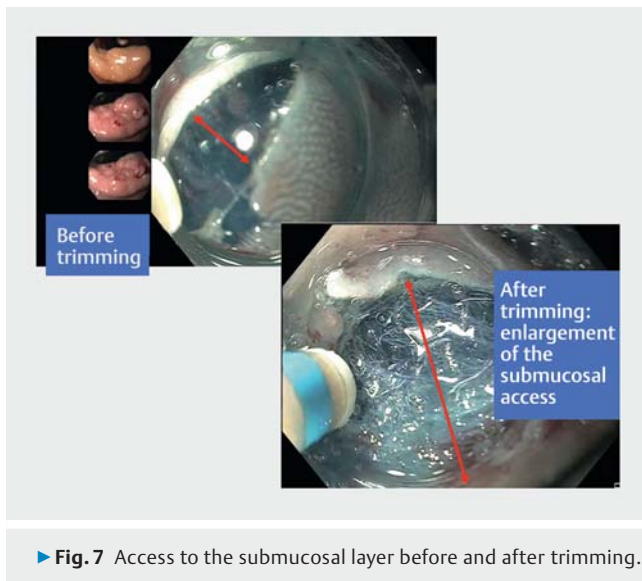 Before
trimming
After
trimming:
enlargement
of the
submucosal
access
▶ Fig. 7 Access to the submucosal layer before and after trimming.